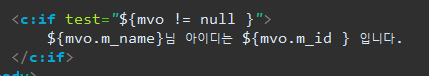 <c:if test="${mvo != null }">
${mvo.m_name}님 아이디는 ${mvo.m_id } 입니다.
</c:if>